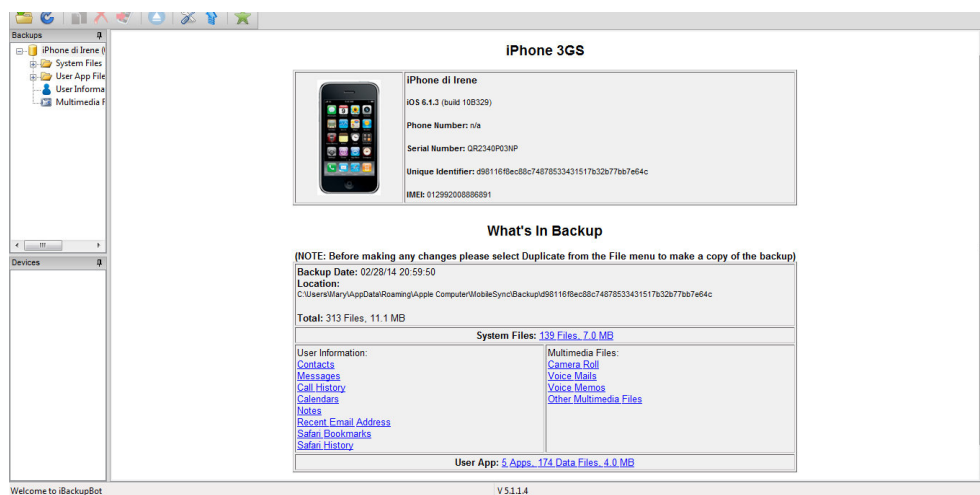 Backups
iPhone 3GS
iPhone di Irene (
System Files
User App File
User Informa
Multimedia F
iPhone di Irene
iOS 6.1.3 (build 10B329)
Phone Number: n/a
Serial Number: QR2340P03NP
Unique Identifier: d98116f8ec88c74878533431517b32b77bb7e64c
IMEI: 012992008886891
What's In Backup
Devices
(NOTE: Before making any changes please select Duplicate from the File menu to make a copy of the backup)
Backup Date: 02/28/14 20:59:50
Location:
C:\Users\Mary\AppData\Roaming\Apple Computer\MobileSync\Backup\d98116f8ec88c74878533431517b32b77bb7e64c
Total: 313 Files, 11.1 MB
System Files: 139 Files, 7.0 MB
User Information:
Contacts
Messages
Call History
Calendars
Notes
Recent Email Address
Safari Bookmarks
Safari History
Multimedia Files:
Camera Roll
Voice Mails
Voice Memos
Other Multimedia Files
User App: 5 Apps, 174 Data Files, 4.0 MB
Welcome to iBackupBot
V 5.1.1.4